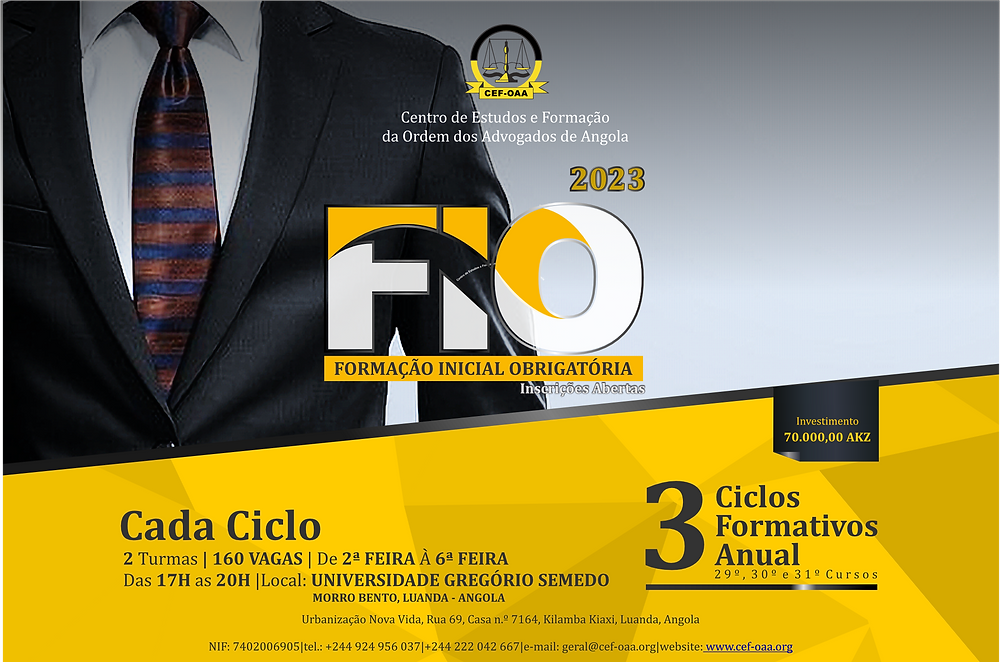 CEF-OAA
Centro de Estudos e Formação
da Ordem dos Advogados de Angola
2023
FIO
FORMAÇÃO INICIAL OBRIGATÓRIA
Inscrições Abertas
Investimento
70.000,00 AKZ
3 Ciclos
Formativos
Anual
29º, 30º e 31º Cursos
Cada Ciclo
2 Turmas | 160 VAGAS | De 2ª FEIRA À 6ª FEIRA
Das 17H as 20H |Local: UNIVERSIDADE GREGÓRIO SEMEDO
MORRO BENTO, LUANDA - ANGOLA
Urbanização Nova Vida, Rua 69, Casa n.º 7164, Kilamba Kiaxi, Luanda, Angola
NIF: 7402006905|tel.: +244 924 956 037|+244 222 042 667|e-mail: geral@cef-oaa.org|website: www.cef-oaa.org